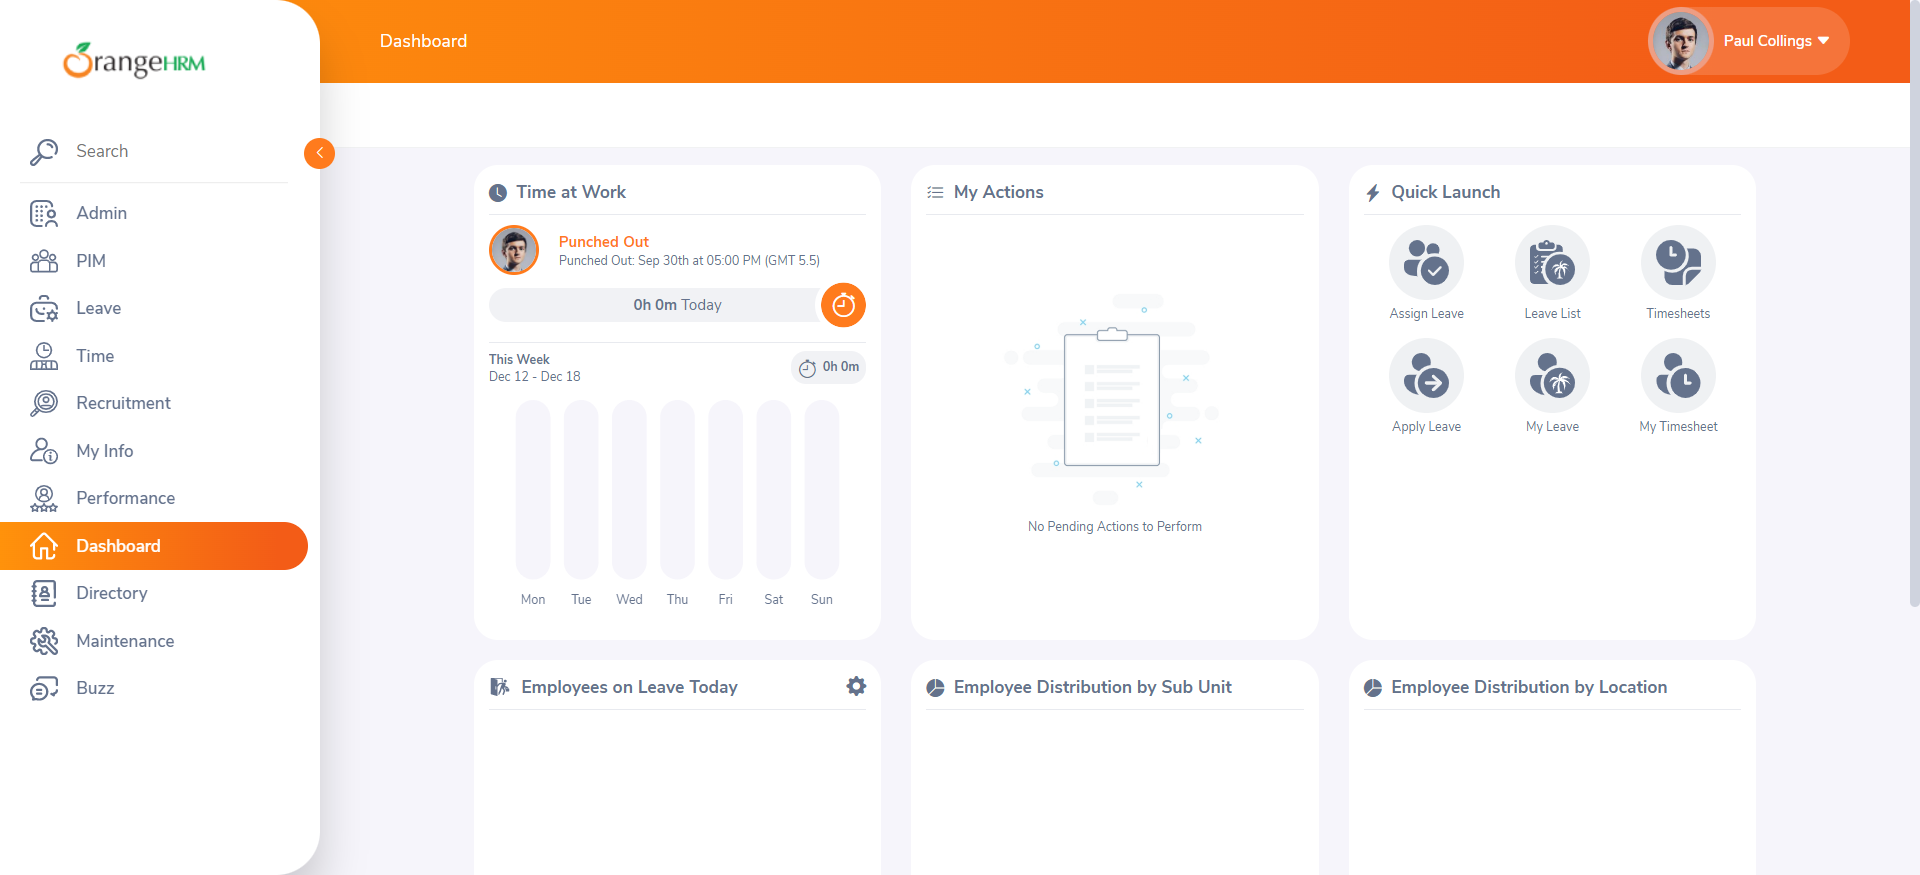 OrangeHRM
Search
Admin
PIM
Leave
Time
Recruitment
My Info
Performance
Dashboard
Directory
Maintenance
Buzz
Dashboard
Paul Collings
Time at Work
Punched Out
Punched Out: Sep 30th at 05:00 PM (GMT 5.5)
0h 0m Today
This Week
Dec 12 - Dec 18
0h 0m
Mon Tue Wed Thu Fri Sat Sun
My Actions
No Pending Actions to Perform
Quick Launch
Assign Leave Leave List Timesheets
Apply Leave My Leave My Timesheet
Employees on Leave Today
Employee Distribution by Sub Unit
Employee Distribution by Location